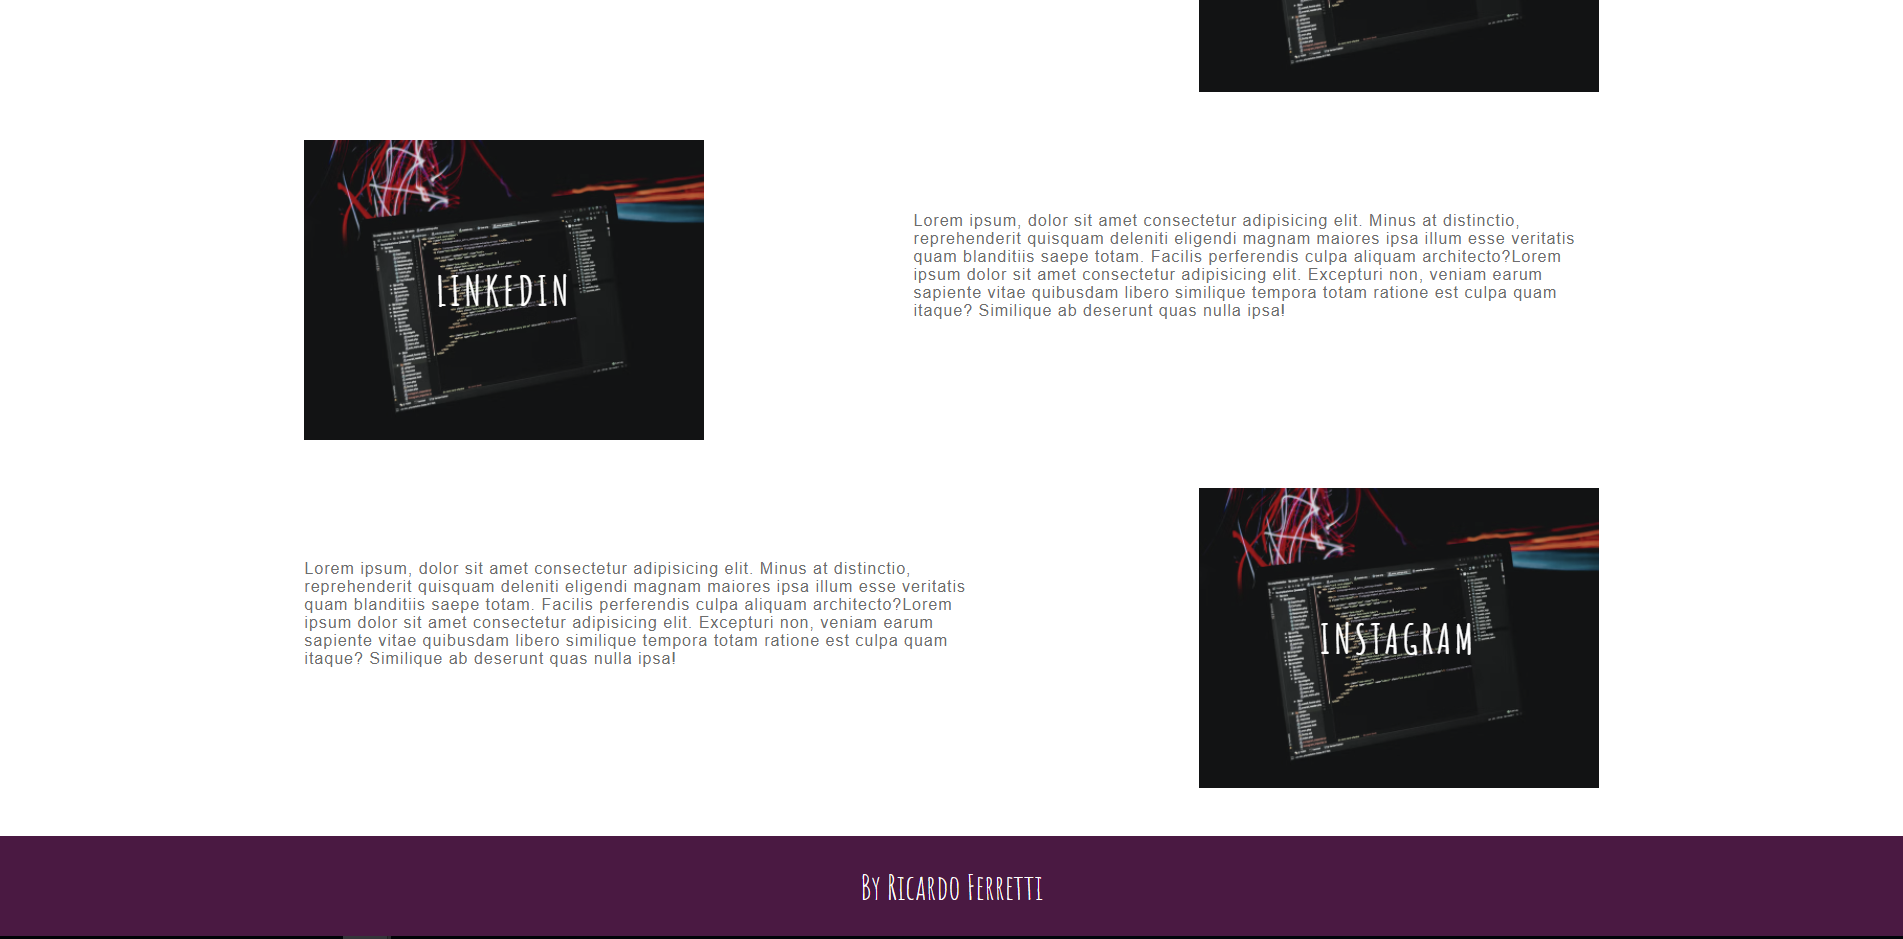 LINKEDIN
Lorem ipsum, dolor sit amet consectetur adipisicing elit. Minus at distinctio,
reprehenderit quisquam deleniti eligendi magnam maiores ipsa illum esse veritatis
quam blanditiis saepe totam. Facilis perferendis culpa aliquam architecto?Lorem
ipsum dolor sit amet consectetur adipisicing elit. Excepturi non, veniam earum
sapiente vitae quibusdam libero similique tempora totam ratione est culpa quam
itaque? Similique ab deserunt quas nulla ipsa!
Lorem ipsum, dolor sit amet consectetur adipisicing elit. Minus at distinctio,
reprehenderit quisquam deleniti eligendi magnam maiores ipsa illum esse veritatis
quam blanditiis saepe totam. Facilis perferendis culpa aliquam architecto?Lorem
ipsum dolor sit amet consectetur adipisicing elit. Excepturi non, veniam earum
sapiente vitae quibusdam libero similique tempora totam ratione est culpa quam
itaque? Similique ab deserunt quas nulla ipsa!
INSTAGRAM
By Ricardo Ferretti